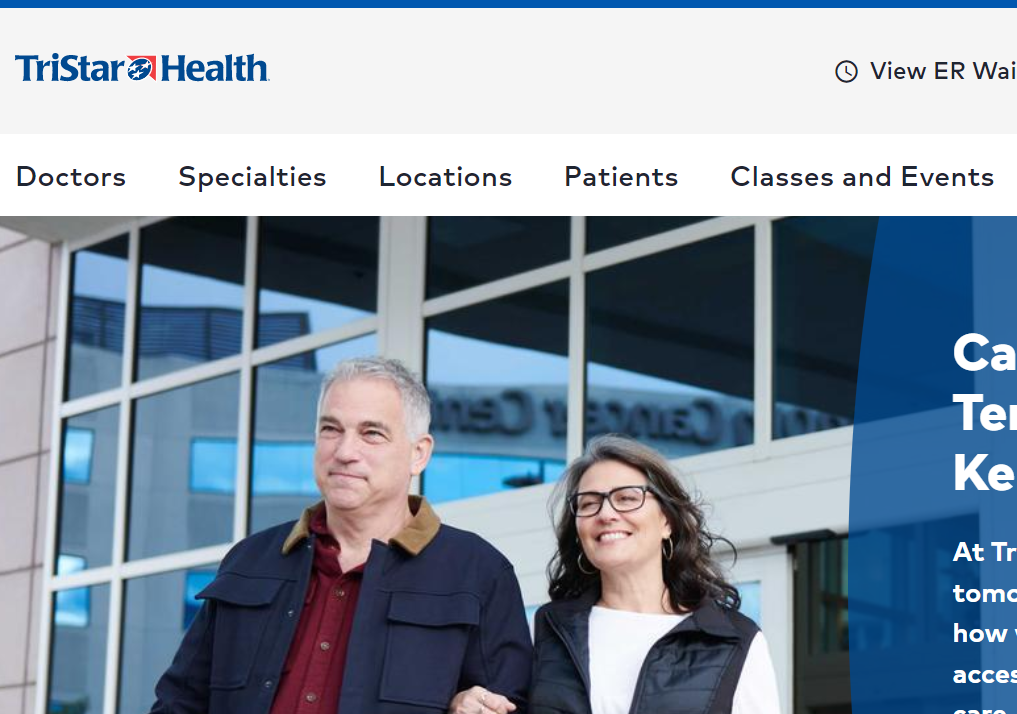 TriStar Health
View ER Wai
Doctors Specialties Locations Patients Classes and Events
Ca
Ter
Ke
At Tr
tomo
how
acces
care